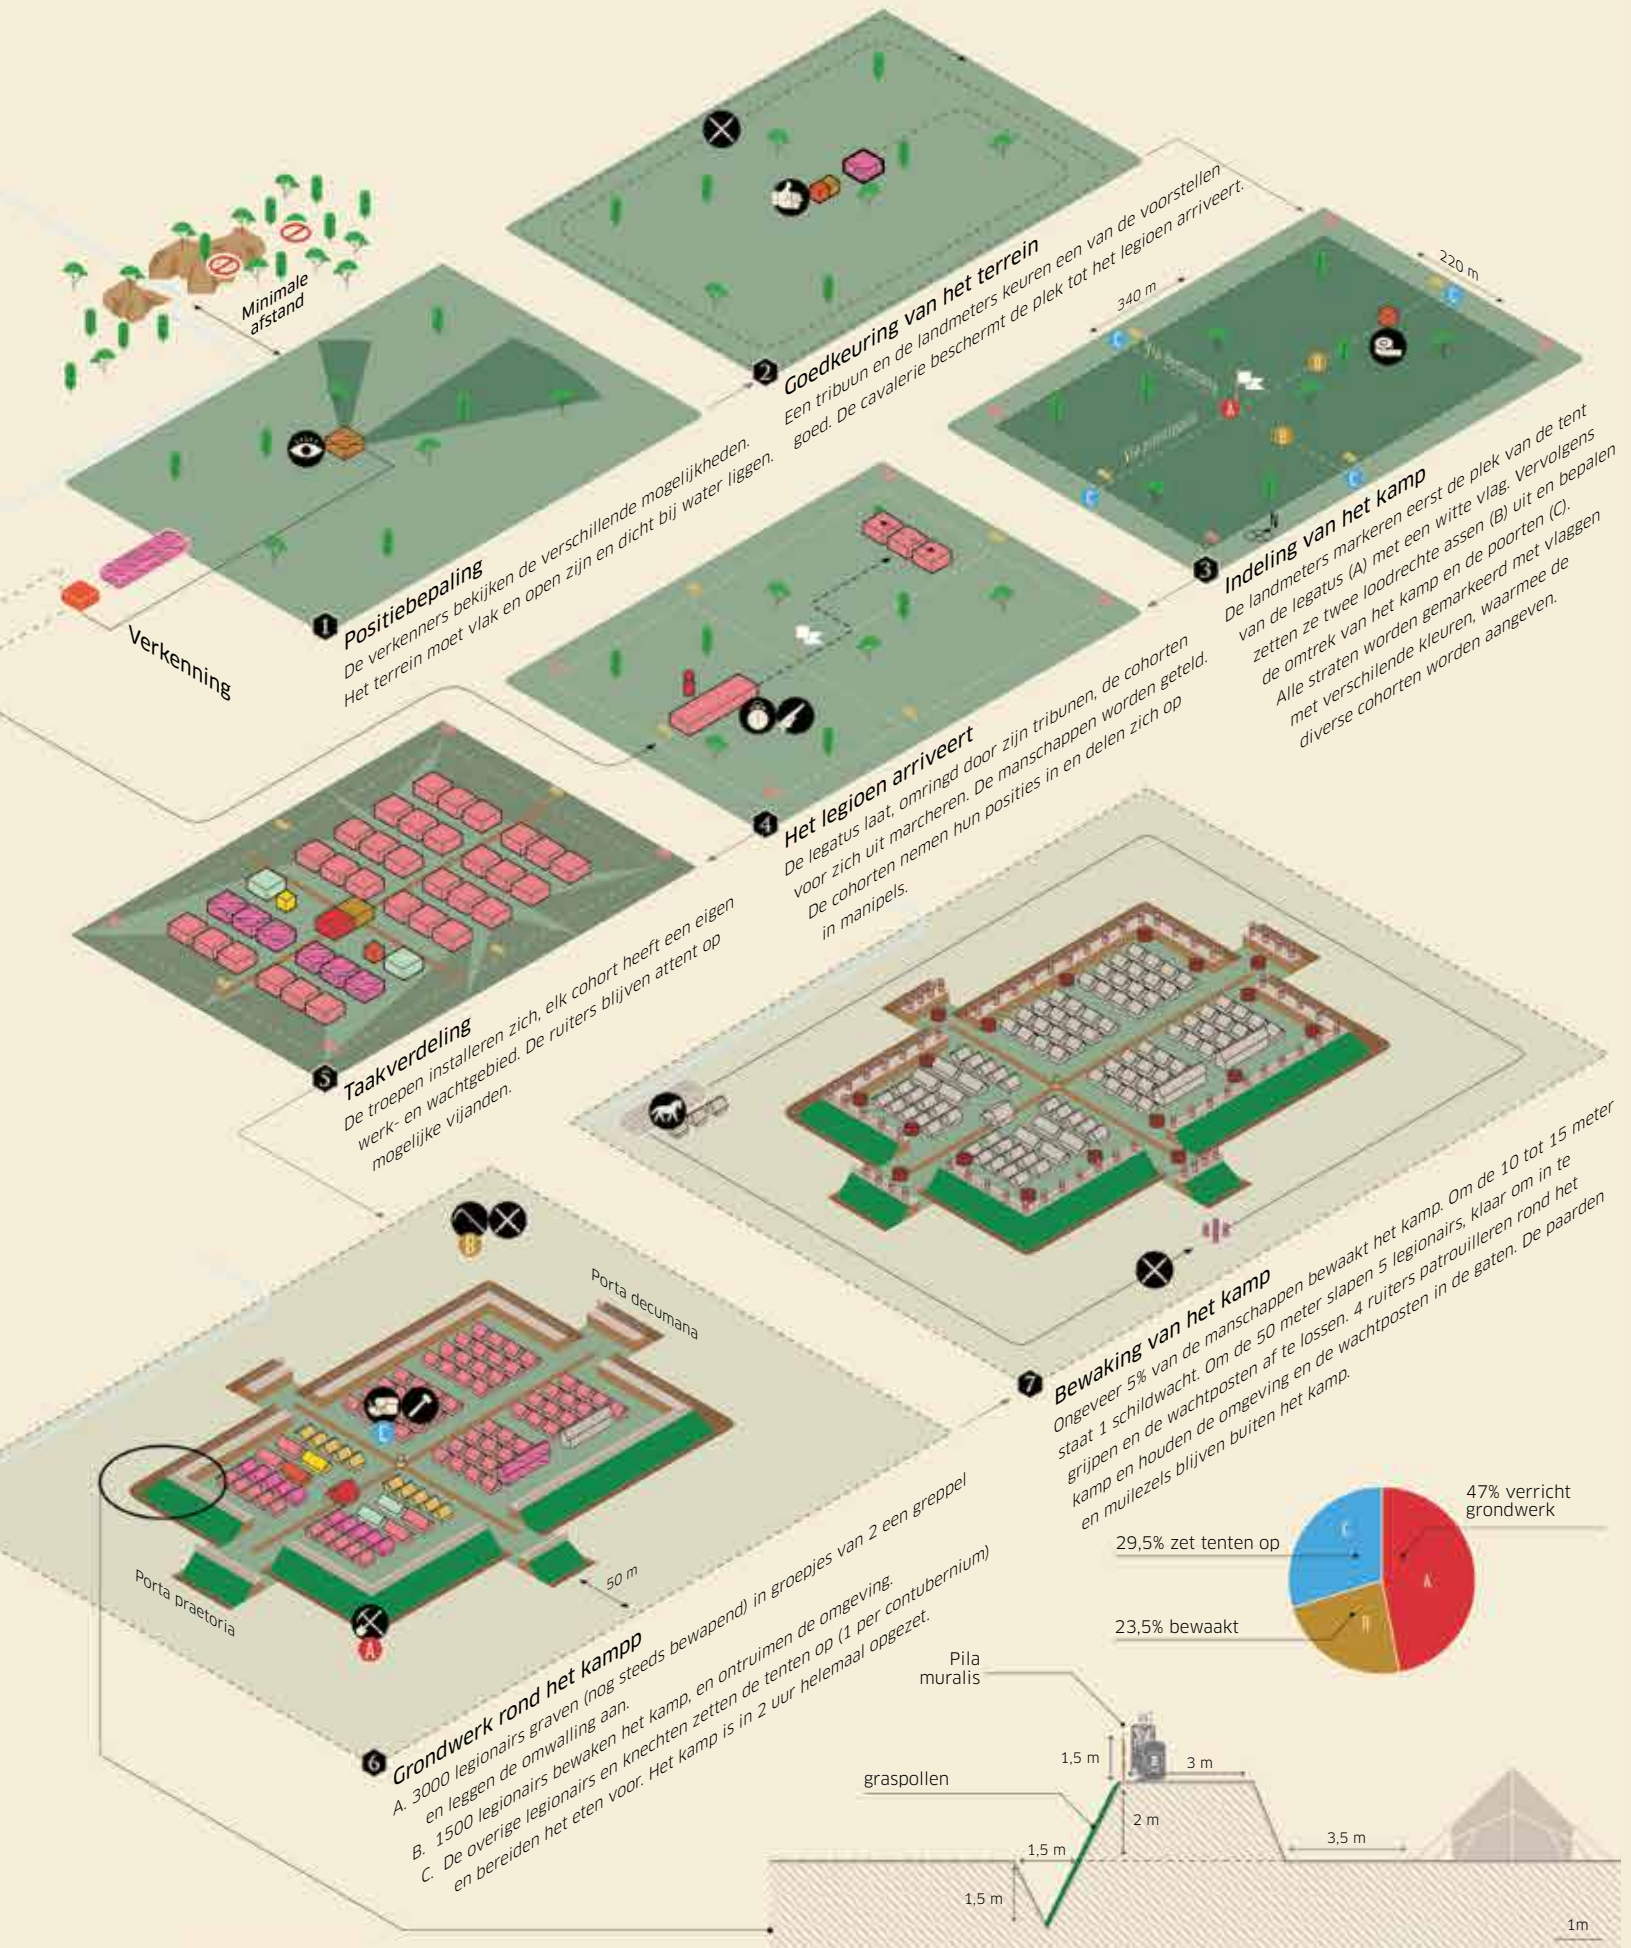 Minimale
afstand
Verkenning
1
Positiebepaling
De verkenners bekijken de verschillende mogelijkheden.
Het terrein moet vlak en open zijn en dicht bij water liggen.
2
Goedkeuring van het terrein
Een tribuun en de landmeters keuren een van de voorstellen
goed. De cavalerie beschermt de plek tot het legioen arriveert.
340 m
220 m
C
C
B
A
B
C
C
via principalis
3
Indeling van het kamp
De landmeters markeren eerst de plek van de tent
van de legatus (A) met een witte vlag. Vervolgens
zetten ze twee loodrechte assen (B) uit en bepalen
de omtrek van het kamp en de poorten (C).
Alle straten worden gemarkeerd met vlaggen
met verschilende kleuren, waarmee de
diverse cohorten worden aangeven.
4
Het legioen arriveert
De legatus laat, omringd door zijn tribunen, de cohorten
voor zich uit marcheren. De manschappen worden geteld.
De cohorten nemen hun posities in en delen zich op
in manipels.
5
Taakverdeling
De troepen installeren zich, elk cohort heeft een eigen
werk- en wachtgebied. De ruiters blijven attent op
mogelijke vijanden.
B
Porta decumana
C
Porta praetoria
50 m
A
6
Grondwerk rond het kampp
A. 3000 legionairs graven (nog steeds bewapend) in groepjes van 2 een greppel
en leggen de omwalling aan.
B. 1500 legionairs bewaken het kamp, en ontruimen de omgeving.
C. De overige legionairs en knechten zetten de tenten op (1 per contubernium)
en bereiden het eten voor. Het kamp is in 2 uur helemaal opgezet.
7
Bewaking van het kamp
Ongeveer 5% van de manschappen bewaakt het kamp. Om de 10 tot 15 meter
staat 1 schildwacht. Om de 50 meter slapen 5 legionairs, klaar om in te
grijpen en de wachtposten af te lossen. 4 ruiters patrouilleren rond het
kamp en houden de omgeving en de wachtposten in de gaten. De paarden
en muilezels blijven buiten het kamp.
47% verricht
grondwerk
29,5% zet tenten op
23,5% bewaakt
C
A
B
Pila
muralis
1,5 m
3 m
graspollen
2 m
1,5 m
3,5 m
1,5 m
1m